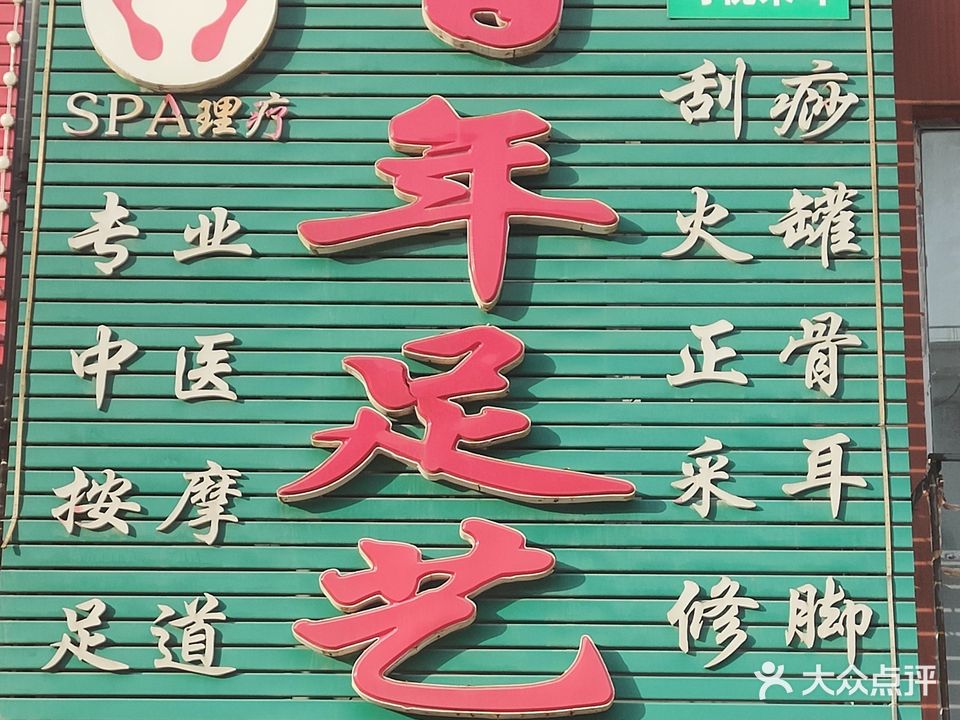 SPA理疗
专业
中医
按摩
足道
年足艺
刮痧
火罐
正骨
采耳
修脚
大众点评